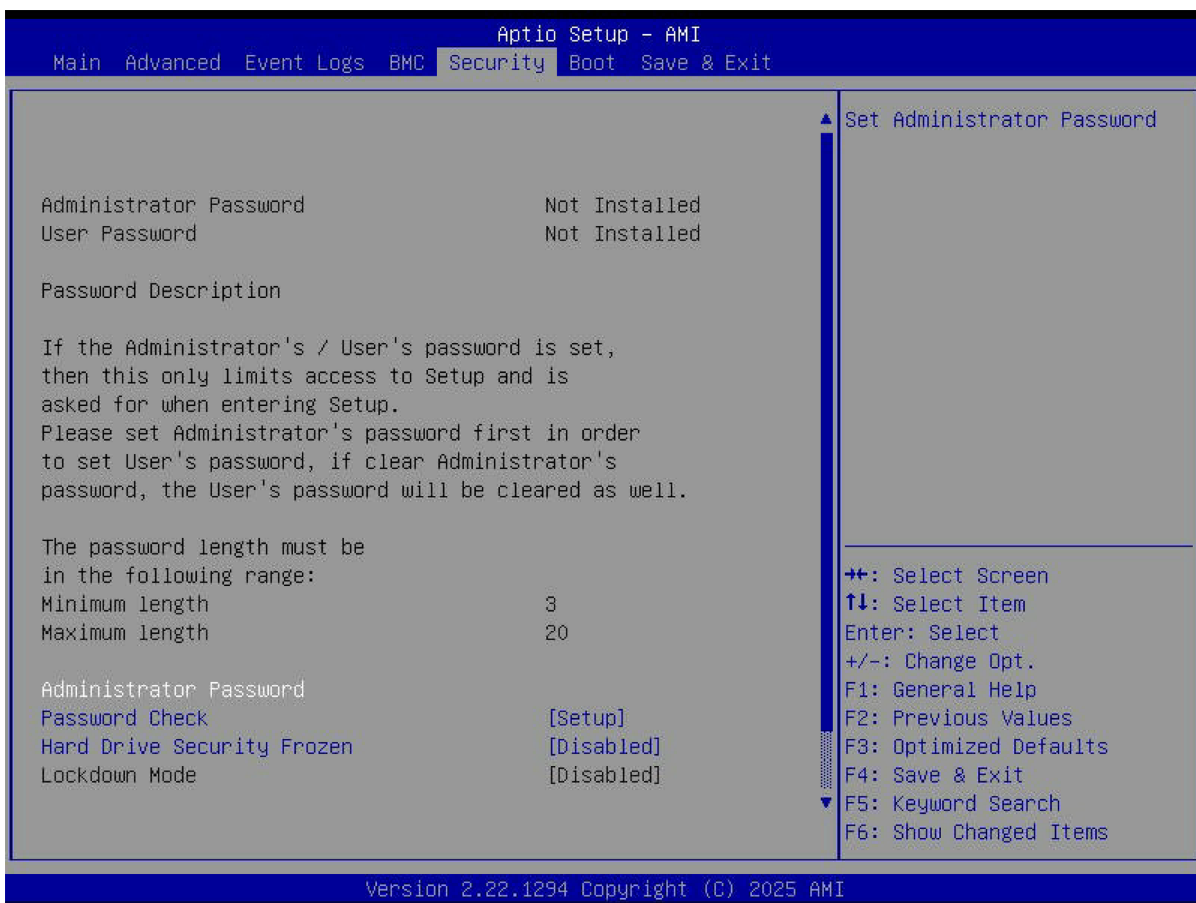 Aptio Setup – AMI
Main Advanced Event Logs BMC Security Boot Save & Exit
Administrator Password Not Installed
User Password Not Installed
Password Description
If the Administrator's / User's password is set,
then this only limits access to Setup and is
asked for when entering Setup.
Please set Administrator's password first in order
to set User's password, if clear Administrator's
password, the User's password will be cleared as well.
The password length must be
in the following range:
Minimum length 3
Maximum length 20
Administrator Password
Password Check [Setup]
Hard Drive Security Frozen [Disabled]
Lockdown Mode [Disabled]
Set Administrator Password
→←: Select Screen
↑↓: Select Item
Enter: Select
+/-: Change Opt.
F1: General Help
F2: Previous Values
F3: Optimized Defaults
F4: Save & Exit
F5: Keyword Search
F6: Show Changed Items
Version 2.22.1294 Copyright (C) 2025 AMI